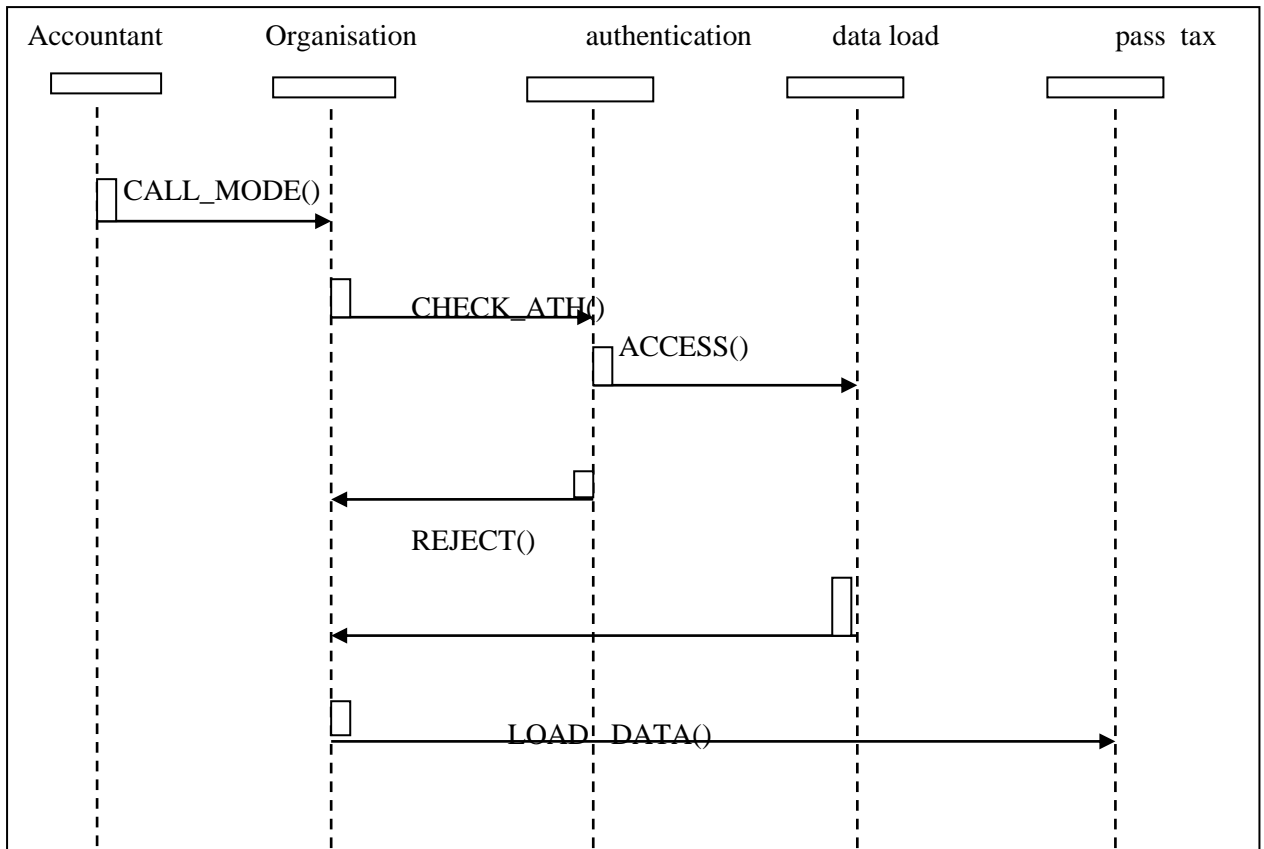 Accountant Organisation authentication data load pass tax
CALL_MODE()
CHECK_ATH()
ACCESS()
REJECT()
LOAD_DATA()